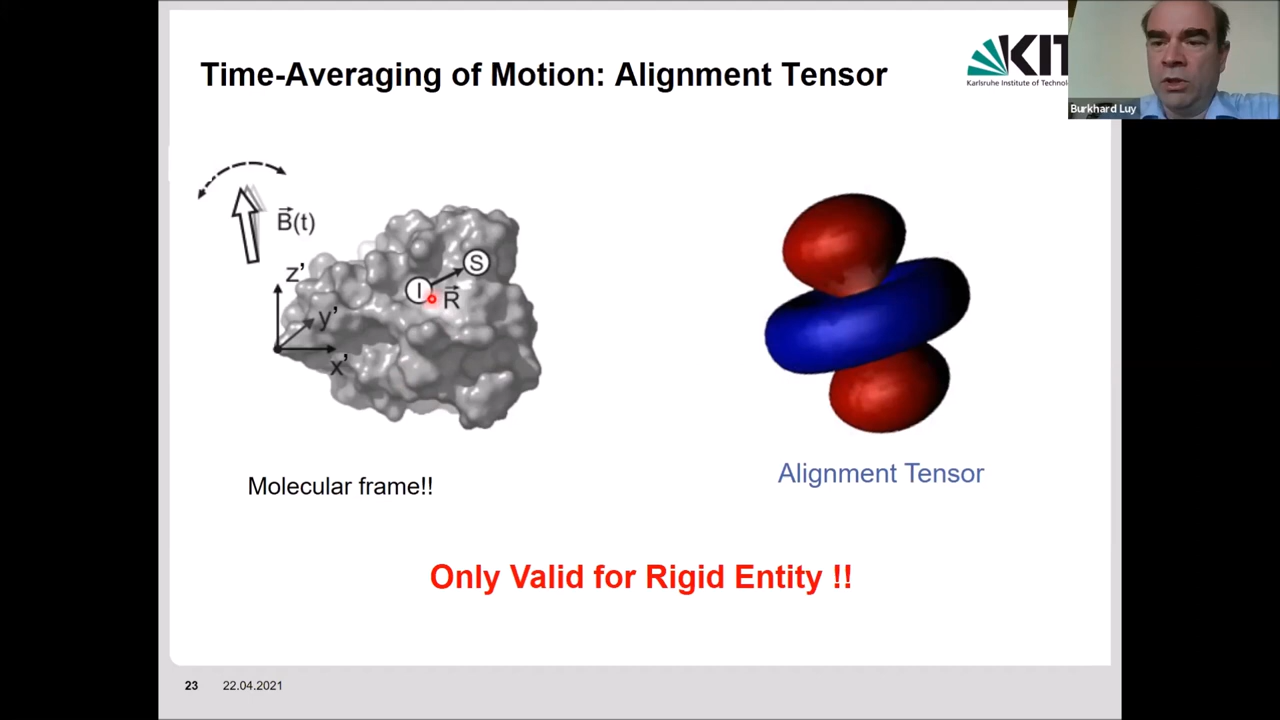 Time-Averaging of Motion: Alignment Tensor
KIT
Karlsruhe Institute of Technol
Burkhard Luy
B(t)
z'
y'
x'
I
S
R
Molecular frame!!
Alignment Tensor
Only Valid for Rigid Entity !!
23
22.04.2021